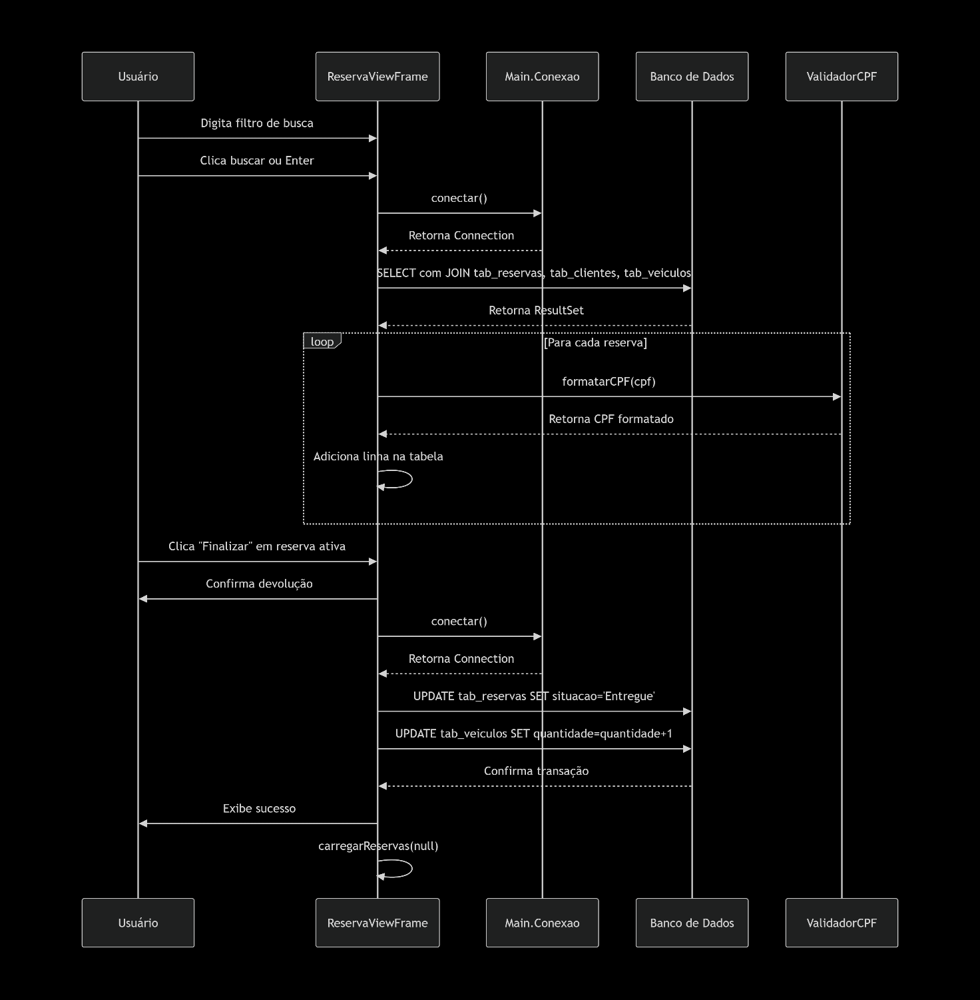 Usuário
ReservaViewFrame
Main.Conexao
Banco de Dados
ValidadorCPF
Digita filtro de busca
Clica buscar ou Enter
conectar()
Retorna Connection
SELECT com JOIN tab_reservas, tab_clientes, tab_veiculos
Retorna ResultSet
loop
[Para cada reserva]
formatarCPF(cpf)
Retorna CPF formatado
Adiciona linha na tabela
Clica "Finalizar" em reserva ativa
Confirma devolução
conectar()
Retorna Connection
UPDATE tab_reservas SET situacao='Entregue'
UPDATE tab_veiculos SET quantidade=quantidade+1
Confirma transação
Exibe sucesso
carregarReservas(null)
Usuário
ReservaViewFrame
Main.Conexao
Banco de Dados
ValidadorCPF